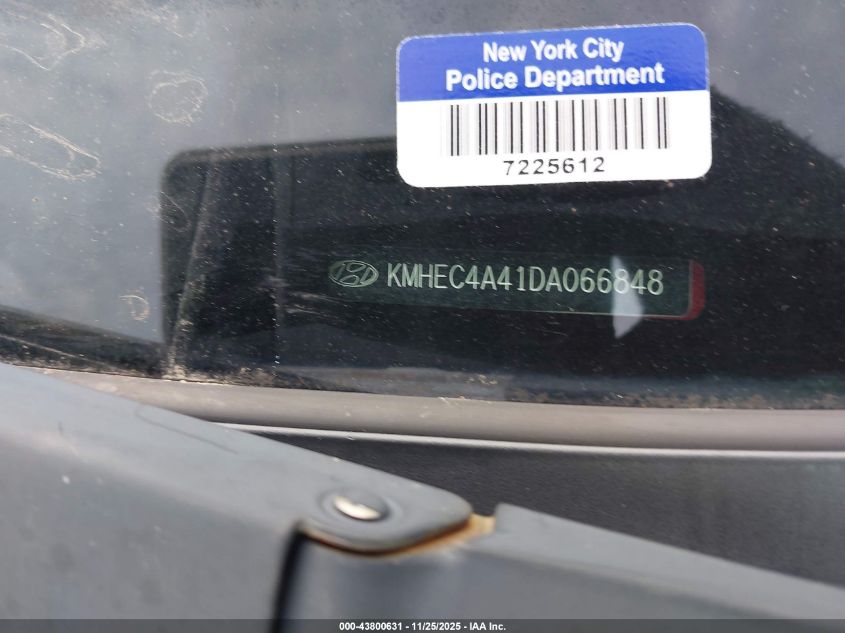 New York City
Police Department
7225612
KMHEC4A41DA066848
000-43800631 - 11/25/2025 - IAA Inc.